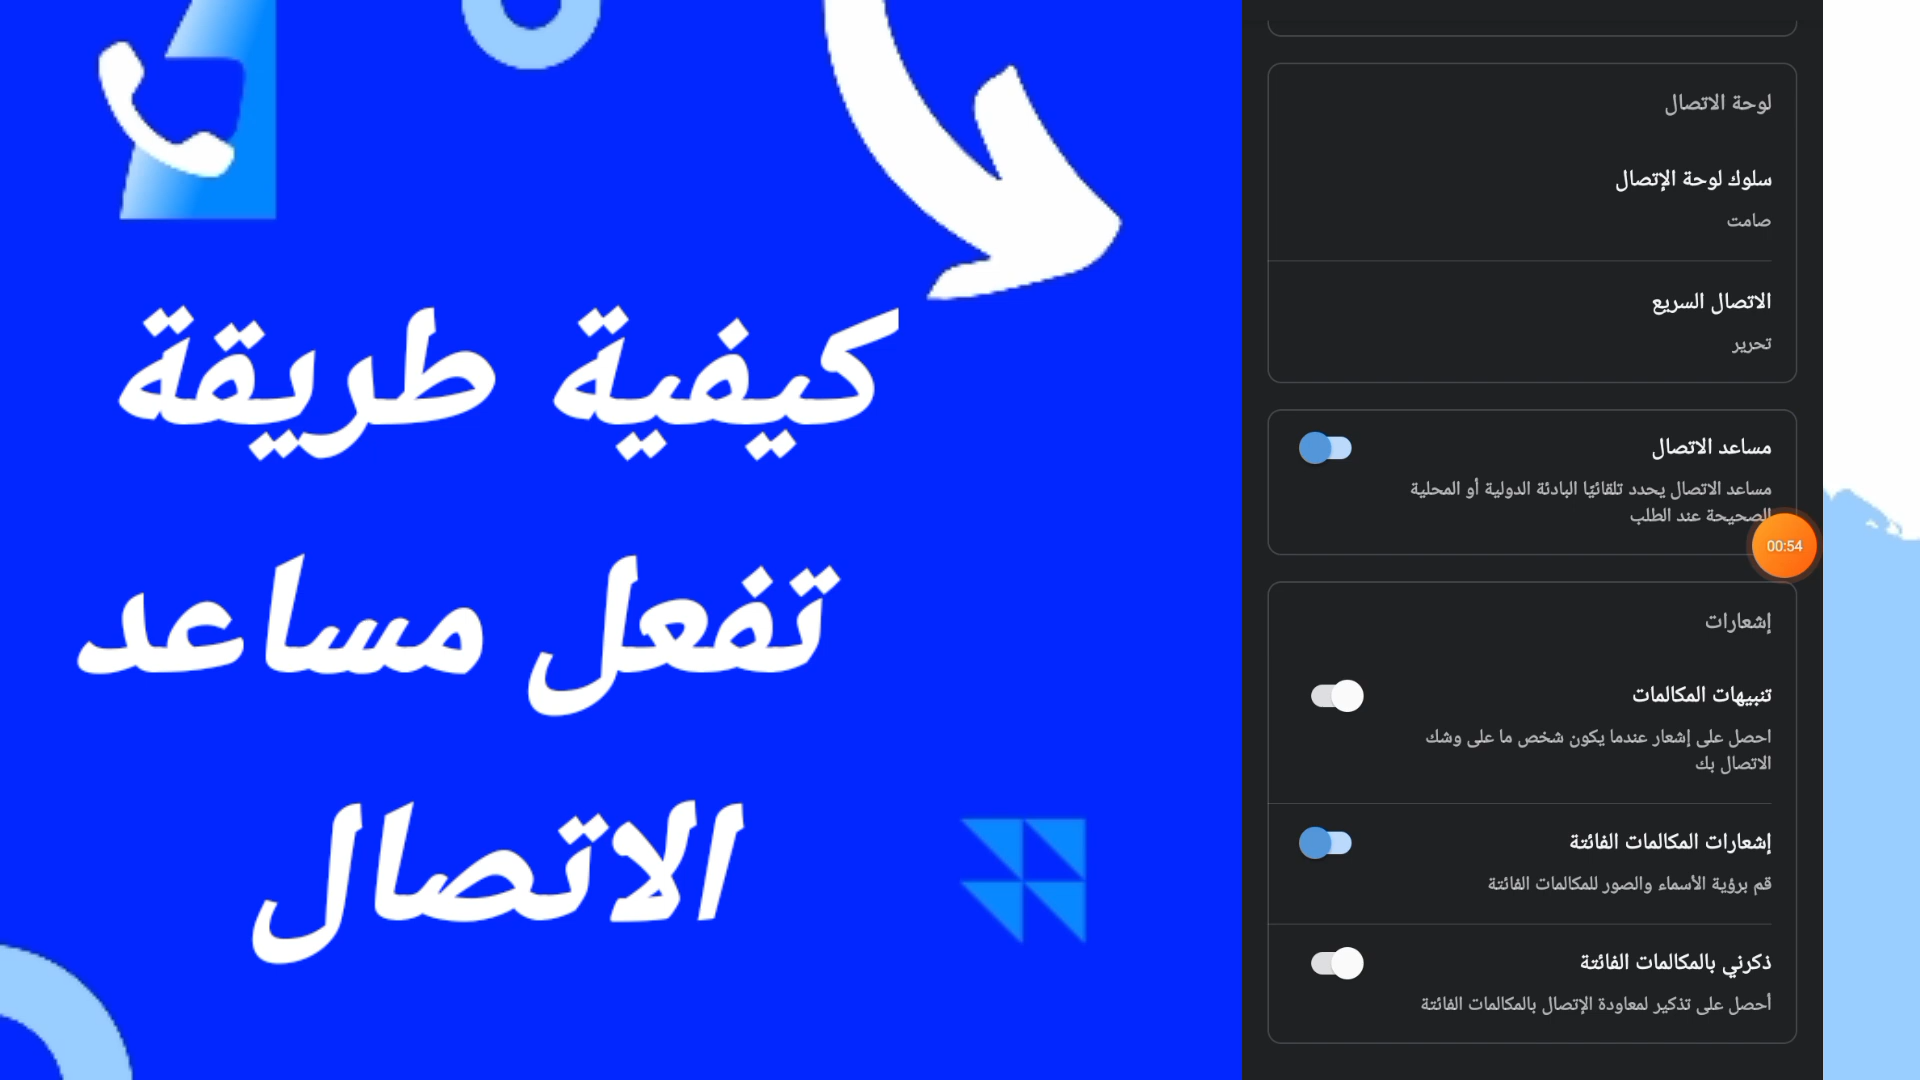 كيفية طريقة
تفعل مساعد
الاتصال
لوحة الاتصال
سلوك لوحة الإتصال
صامت
الاتصال السريع
تحرير
مساعد الاتصال
مساعد الاتصال يحدد تلقائيًا البادئة الدولية أو المحلية
الصحيحة عند الطلب
00:54
إشعارات
تنبيهات المكالمات
احصل على إشعار عندما يكون شخص ما على وشك
الاتصال بك
إشعارات المكالمات الفائتة
قم برؤية الأسماء والصور للمكالمات الفائتة
ذكرني بالمكالمات الفائتة
أحصل على تذكير لمعاودة الإتصال بالمكالمات الفائتة